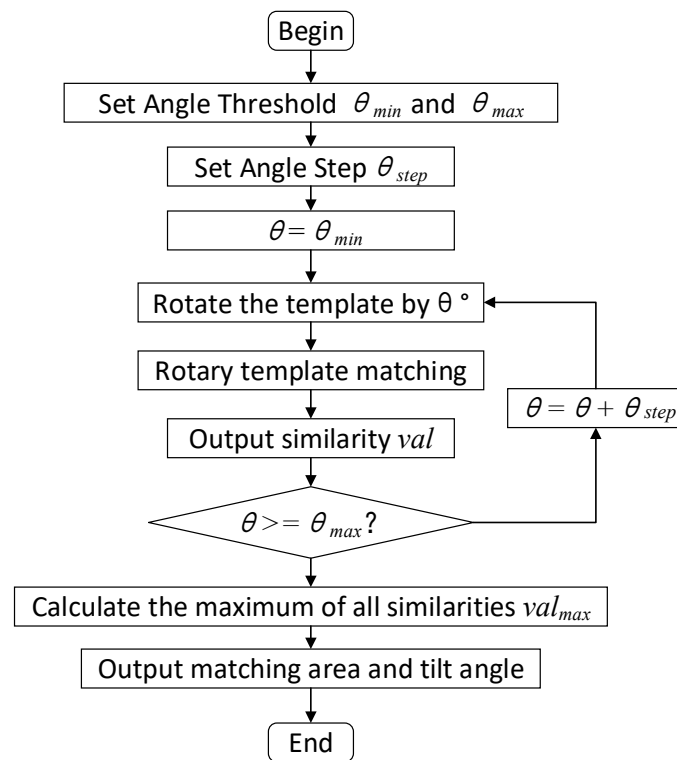 Begin
Set Angle Threshold θmin and θmax
Set Angle Step θstep
θ = θmin
Rotate the template by θ°
Rotary template matching
θ = θ + θstep
Output similarity val
θ >= θmax?
Calculate the maximum of all similarities valmax
Output matching area and tilt angle
End